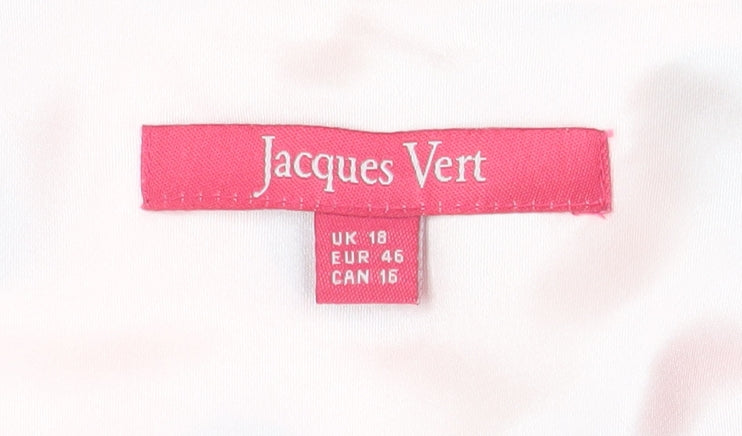 Jacques Vert
UK 18
EUR 46
CAN 16